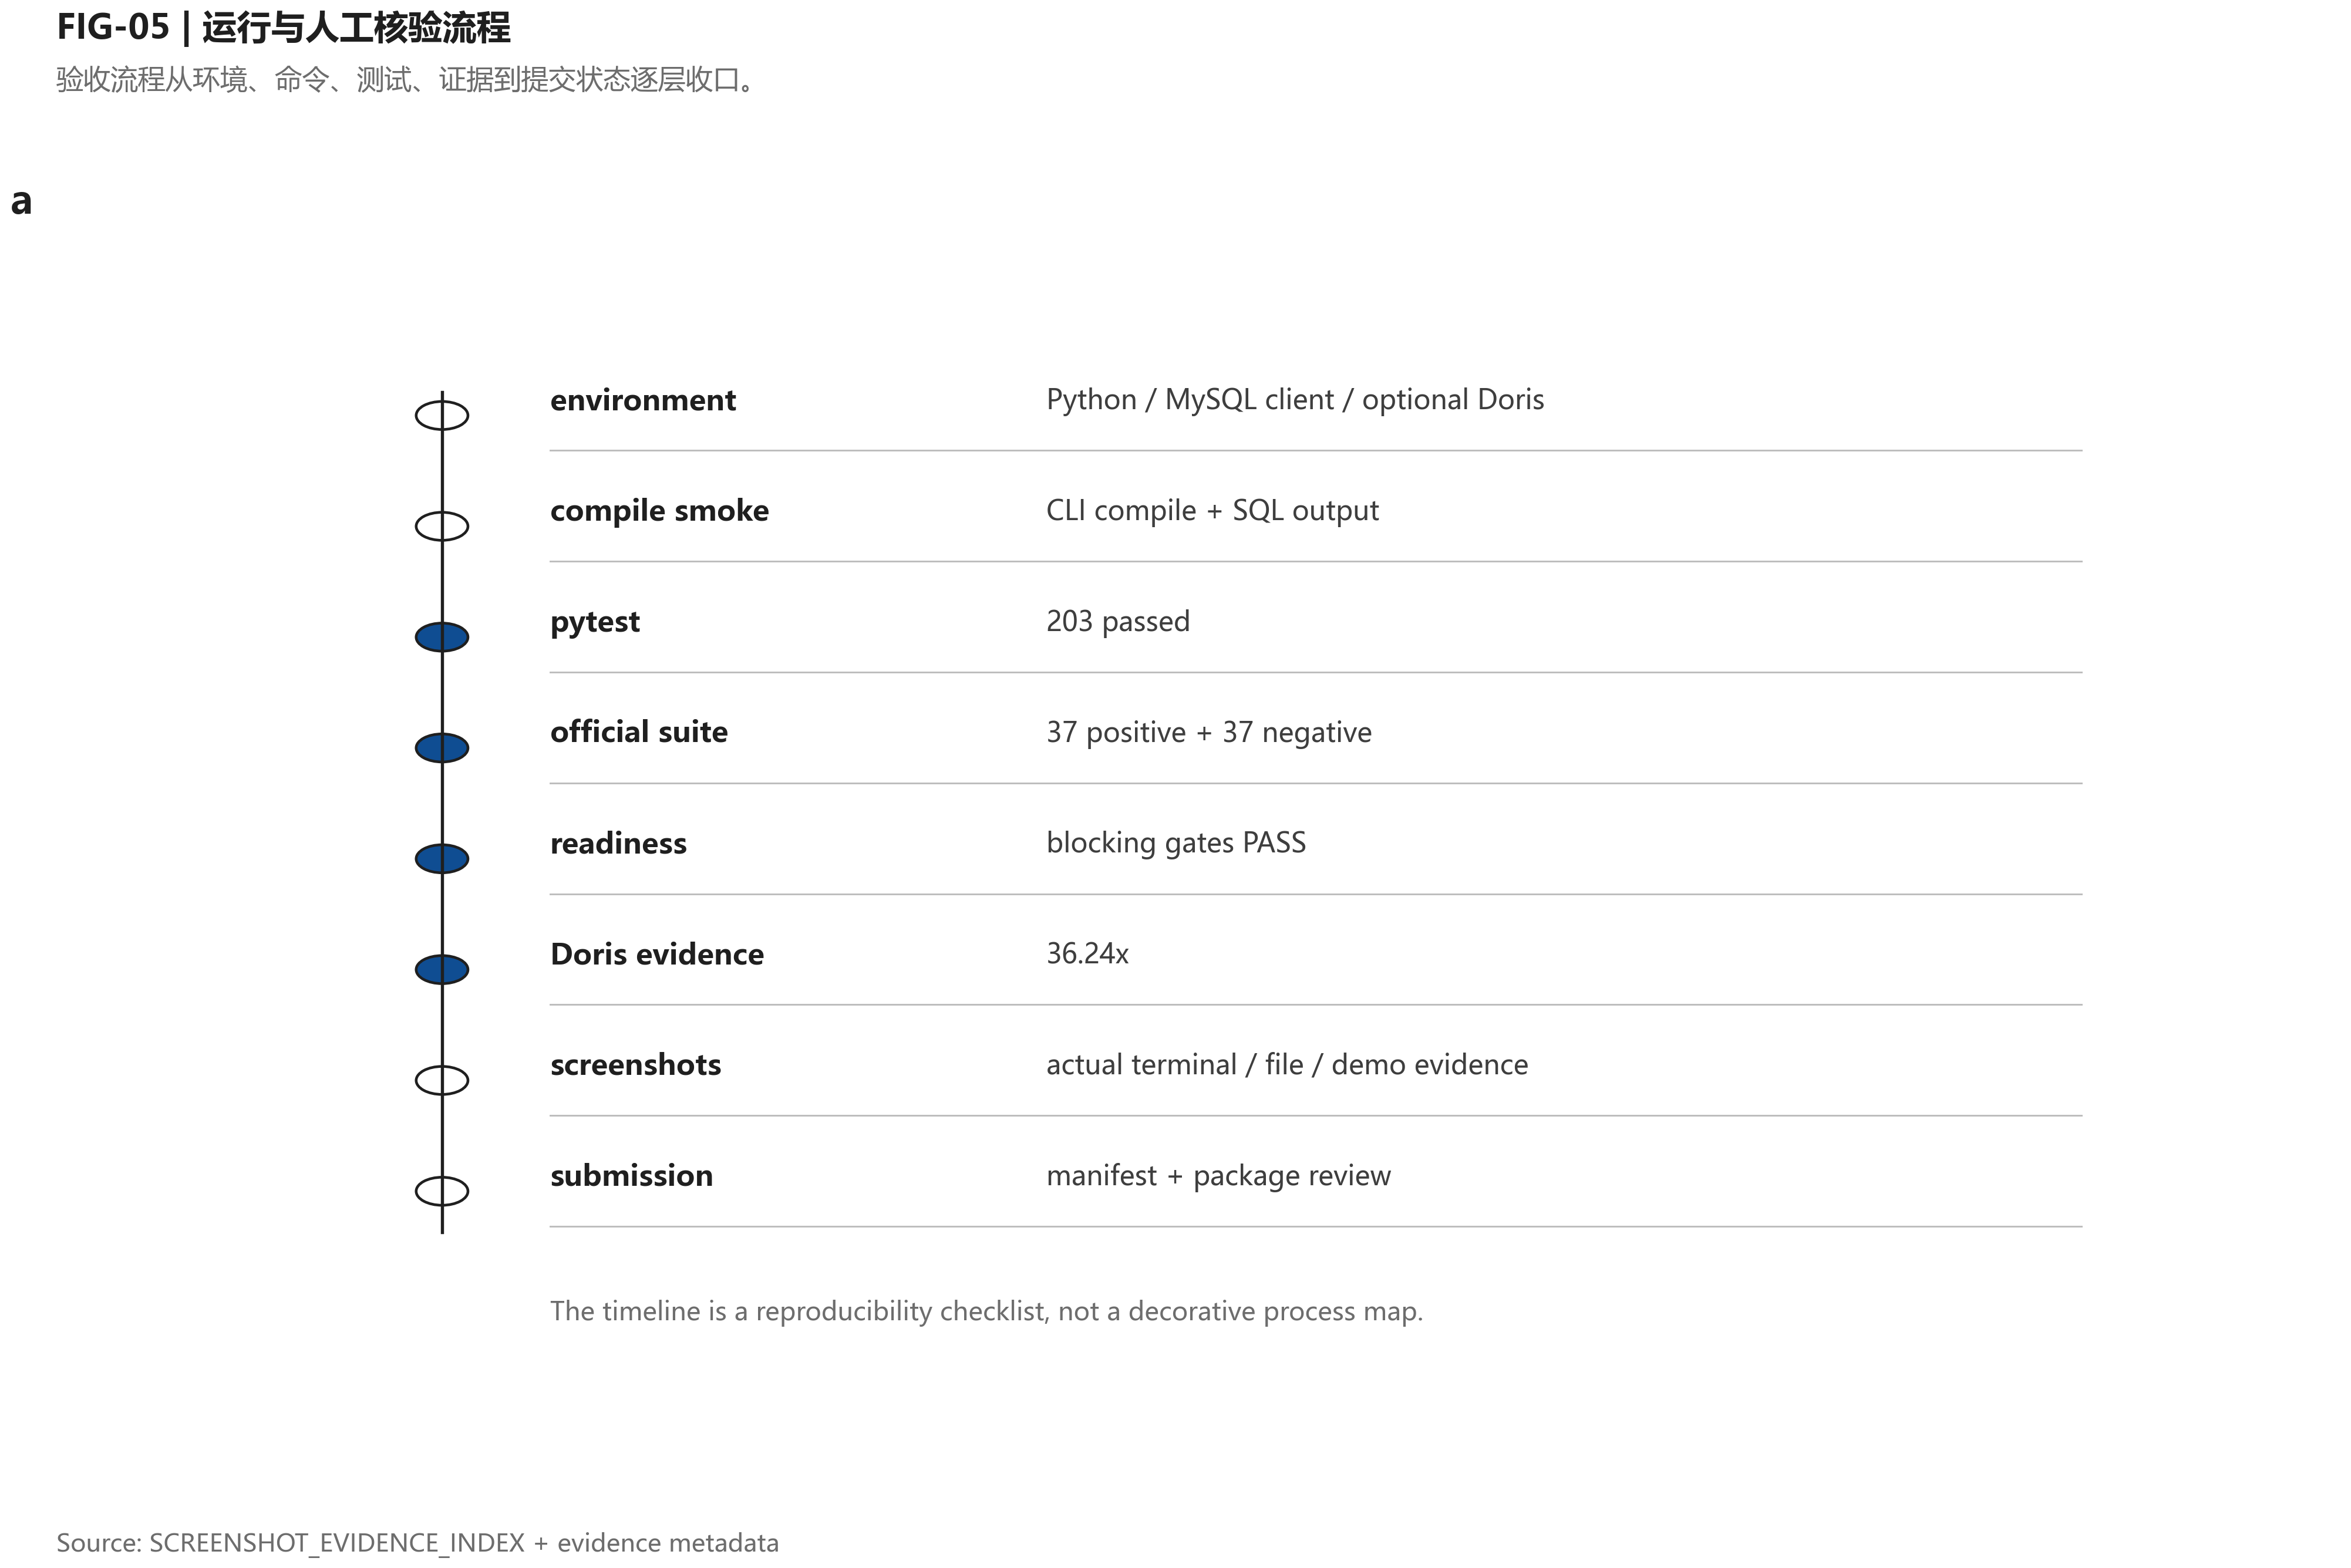 FIG-05 | 运行与人工核验流程
验收流程从环境、命令、测试、证据到提交状态逐层收口。
a
environment Python / MySQL client / optional Doris
compile smoke CLI compile + SQL output
pytest 203 passed
official suite 37 positive + 37 negative
readiness blocking gates PASS
Doris evidence 36.24x
screenshots actual terminal / file / demo evidence
submission manifest + package review
The timeline is a reproducibility checklist, not a decorative process map.
Source: SCREENSHOT_EVIDENCE_INDEX + evidence metadata